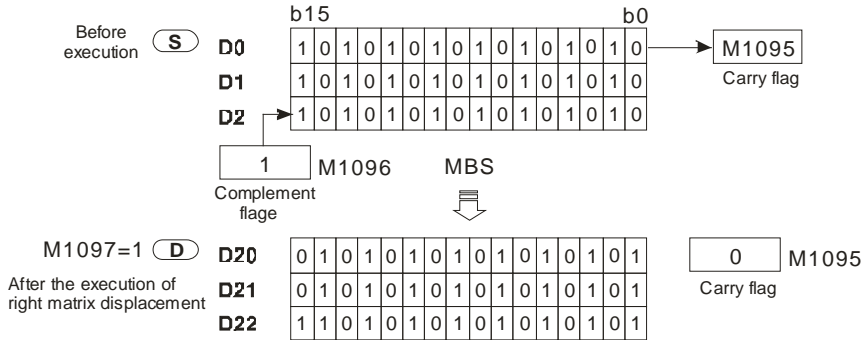 b15 b0
Before execution S D0 1 0 1 0 1 0 1 0 1 0 1 0 1 0 1 0 M1095
Carry flag
D1 1 0 1 0 1 0 1 0 1 0 1 0 1 0 1 0
D2 1 0 1 0 1 0 1 0 1 0 1 0 1 0 1 0
1 M1096 MBS
Complement
flage
M1097=1 D D20 0 1 0 1 0 1 0 1 0 1 0 1 0 1 0 1 0 M1095
Carry flag
After the execution of
right matrix displacement
D21 0 1 0 1 0 1 0 1 0 1 0 1 0 1 0 1
D22 1 1 0 1 0 1 0 1 0 1 0 1 0 1 0 1